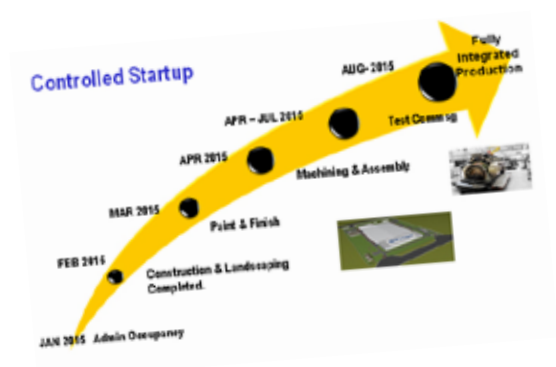 Controlled Startup
Fully
Integrated
Production
AUG- 2015
APR – JUL 2015
Test Commsg
APR 2015
Machining & Assembly
MAR 2015
Paint & Finish
FEB 2015
Construction & Landscaping
Completed.
JAN 2015 Admin Occupancy